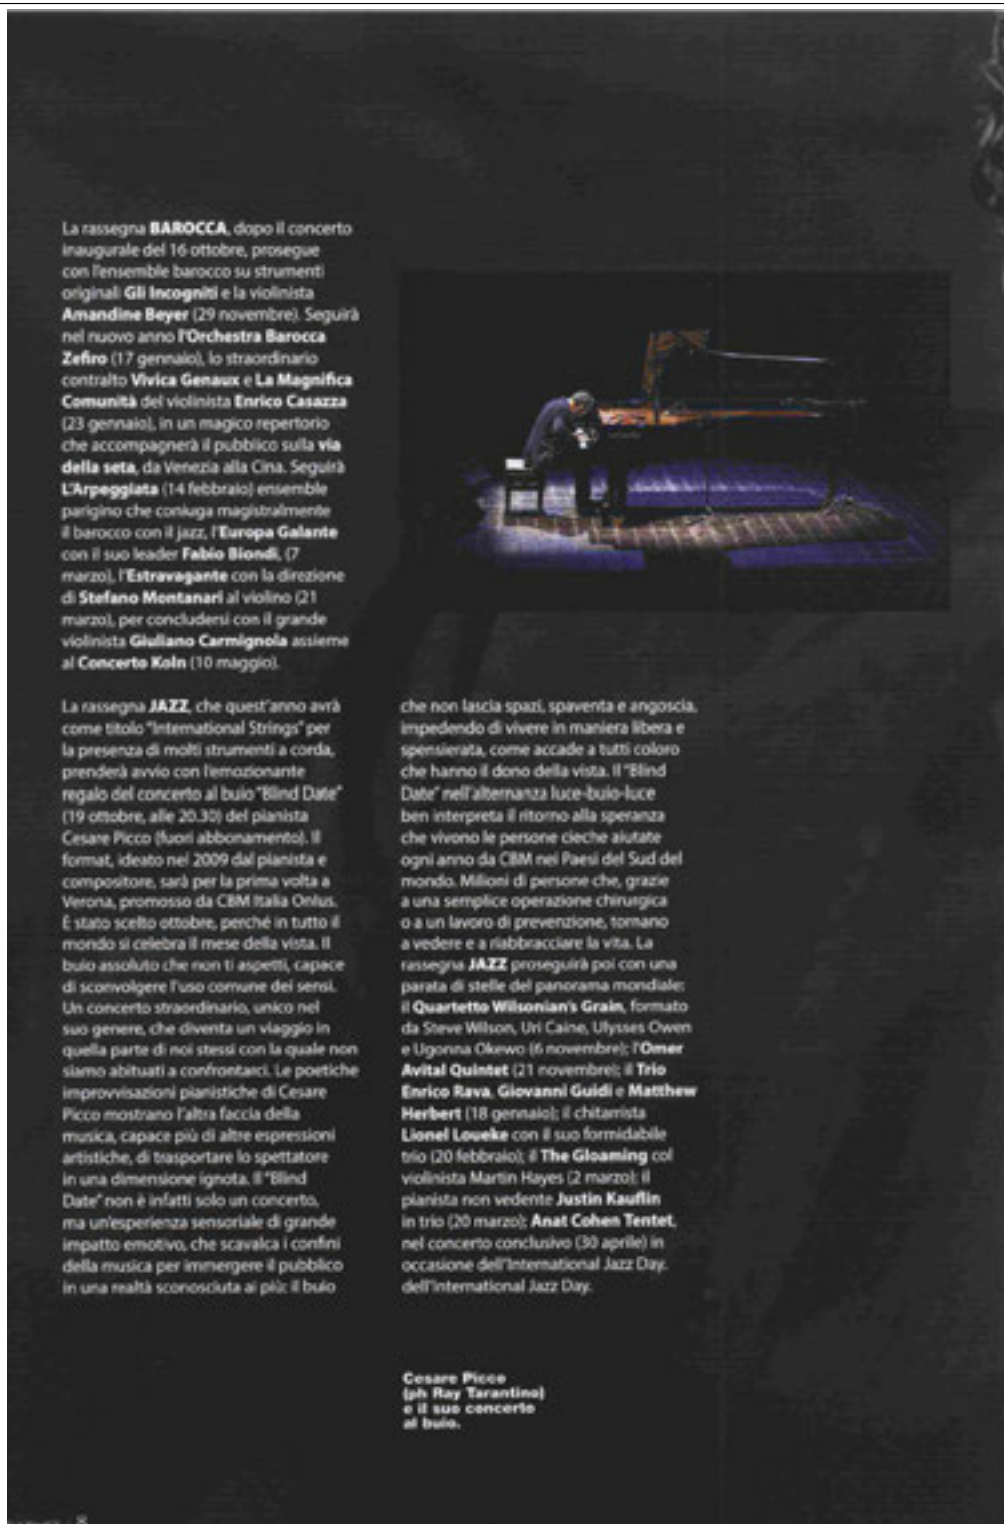 La rassegna BAROCCA, dopo il concerto
inaugurale del 16 ottobre, prosegue
con l'ensemble barocco su strumenti
originali Gli Incogniti e la violinista
Amandine Beyer (29 novembre). Seguirà
nel nuovo anno l'Orchestra Barocca
Zefiro (17 gennaio), lo straordinario
contralto Vivica Genaux e La Magnifica
Comunità del violinista Enrico Casazza
(23 gennaio), in un magico repertorio
che accompagnerà il pubblico sulla via
della seta, da Venezia alla Cina. Seguirà
L'Arpeggiata (14 febbraio) ensemble
parigino che coniuga magistralmente
il barocco con il jazz, l'Europa Galante
con il suo leader Fabio Biondi, (7
marzo), l'Estravagante con la direzione
di Stefano Montanari al violino (21
marzo), per concludersi con il grande
violinista Giuliano Carmignola assieme
al Concerto Koln (10 maggio).
La rassegna JAZZ, che quest'anno avrà
come titolo "International Strings" per
la presenza di molti strumenti a corda,
prenderà avvio con l'emozionante
regalo del concerto al buio "Blind Date"
(19 ottobre, alle 20.30) del pianista
Cesare Picco (fuori abbonamento). Il
format, ideato nel 2009 dal pianista e
compositore, sarà per la prima volta a
Verona, promosso da CBM Italia Onlus.
È stato scelto ottobre, perché in tutto il
mondo si celebra il mese della vista. Il
buio assoluto che non ti aspetti, capace
di sconvolgere l'uso comune dei sensi.
Un concerto straordinario, unico nel
suo genere, che diventa un viaggio in
quella parte di noi stessi con la quale non
siamo abituati a confrontarci. Le poetiche
improvvisazioni pianistiche di Cesare
Picco mostrano l'altra faccia della
musica, capace più di altre espressioni
artistiche, di trasportare lo spettatore
in una dimensione ignota. Il "Blind
Date" non è infatti solo un concerto,
ma un'esperienza sensoriale di grande
impatto emotivo, che scavalca i confini
della musica per immergere il pubblico
in una realtà sconosciuta ai più: il buio
che non lascia spazi, spaventa e angoscia,
impedendo di vivere in maniera libera e
spensierata, come accade a tutti coloro
che hanno il dono della vista. Il "Blind
Date" nell'alternanza luce-buio-luce
ben interpreta il ritorno alla speranza
che vivono le persone cieche aiutate
ogni anno da CBM nei Paesi del Sud del
mondo. Milioni di persone che, grazie
a una semplice operazione chirurgica
o a un lavoro di prevenzione, tornano
a vedere e a riabbracciare la vita. La
rassegna JAZZ proseguirà poi con una
parata di stelle del panorama mondiale:
il Quartetto Wilsonian's Grain, formato
da Steve Wilson, Uri Caine, Ulysses Owen
e Ugonna Okewo (6 novembre); l'Omer
Avital Quintet (21 novembre); il Trio
Enrico Rava, Giovanni Guidi e Matthew
Herbert (18 gennaio); il chitarrista
Lionel Loueke con il suo formidabile
trio (20 febbraio); il The Gloaming col
violinista Martin Hayes (2 marzo); il
pianista non vedente Justin Kauflin
in trio (20 marzo); Anat Cohen Tentet,
nel concerto conclusivo (30 aprile) in
occasione dell'International Jazz Day.
dell'International Jazz Day.
Cesare Picco
(ph Ray Tarantino)
e il suo concerto
al buio.